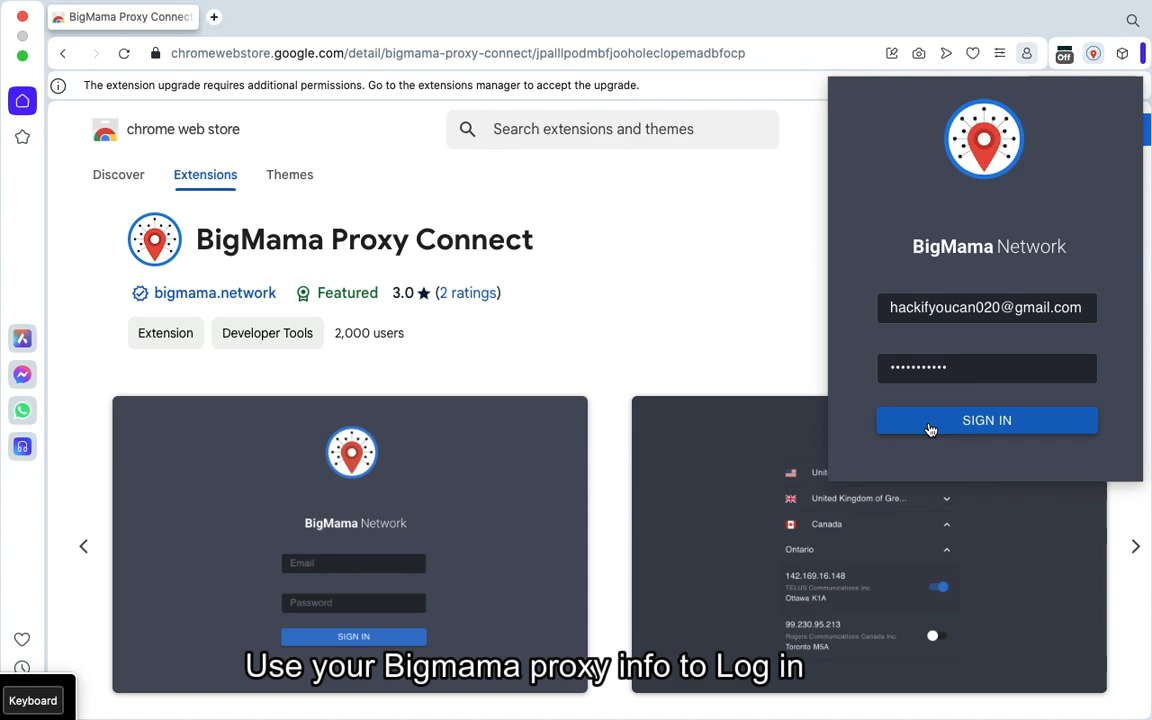 BigMama Proxy Connect
chromewebstore.google.com/detail/bigmama-proxy-connect/jpalllpodmbfjooholeclopemadbfocp
Off
The extension upgrade requires additional permissions. Go to the extensions manager to accept the upgrade.
chrome web store
Search extensions and themes
Discover
Extensions
Themes
BigMama Proxy Connect
bigmama.network
Featured
3.0 ★ (2 ratings)
Extension
Developer Tools
2,000 users
BigMama Network
hackifyoucan020@gmail.com
•••••••••••
SIGN IN
BigMama Network
Email
Password
SIGN IN
Unit
United Kingdom of Gre...
Canada
Ontario
142.169.16.148
TELUS Communications Inc.
Ottawa K1A
99.230.95.213
Rogers Communications Canada Inc.
Toronto M5A
Use your Bigmama proxy info to Log in
Keyboard